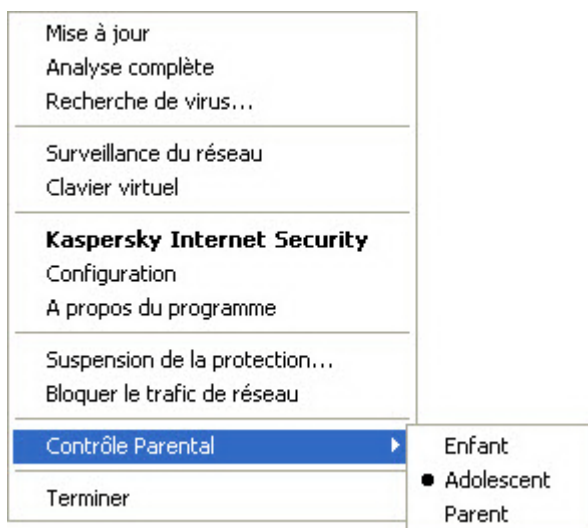 Mise à jour
Analyse complète
Recherche de virus...
Surveillance du réseau
Clavier virtuel
Kaspersky Internet Security
Configuration
A propos du programme
Suspension de la protection...
Bloquer le trafic de réseau
Contrôle Parental
Enfant
Adolescent
Parent
Terminer